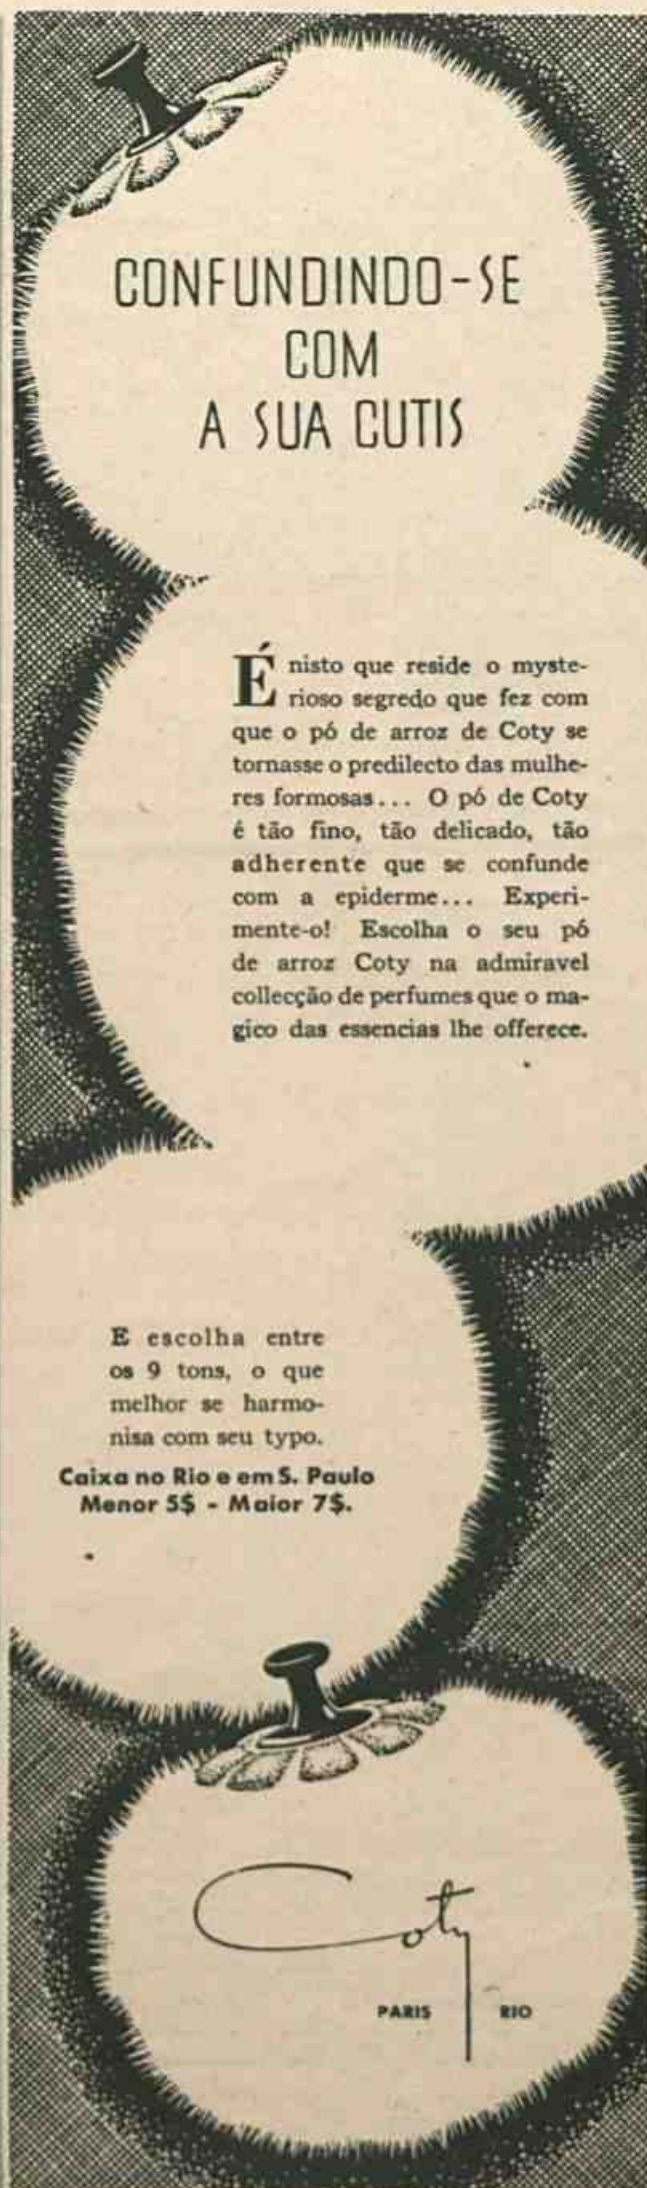 CONFUNDINDO-SE
COM
A SUA CUTIS
É nisto que reside o myste-
rioso segredo que fez com
que o pó de arroz de Coty se
tornasse o predilecto das mulhe-
res formosas... O pó de Coty
é tão fino, tão delicado, tão
adherente que se confunde
com a epiderme... Experi-
mente-o! Escolha o seu pó
de arroz Coty na admiravel
collecção de perfumes que o ma-
gico das essencias lhe offerece.
E escolha entre
os 9 tons, o que
melhor se harmo-
nisa com seu typo.
Caixa no Rio e em S. Paulo
Menor 5$ - Maior 7$.
Coty
PARIS RIO